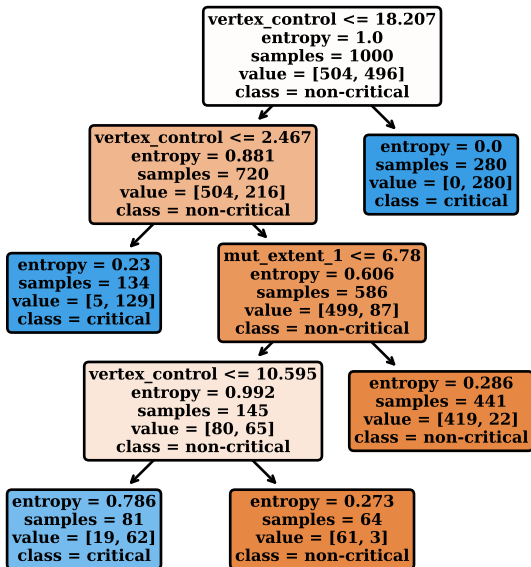 vertex_control <= 18.207
entropy = 1.0
samples = 1000
value = [504, 496]
class = non-critical
vertex_control <= 2.467
entropy = 0.881
samples = 720
value = [504, 216]
class = non-critical
entropy = 0.0
samples = 280
value = [0, 280]
class = critical
entropy = 0.23
samples = 134
value = [5, 129]
class = critical
mut_extent_1 <= 6.78
entropy = 0.606
samples = 586
value = [499, 87]
class = non-critical
vertex_control <= 10.595
entropy = 0.992
samples = 145
value = [80, 65]
class = non-critical
entropy = 0.286
samples = 441
value = [419, 22]
class = non-critical
entropy = 0.786
samples = 81
value = [19, 62]
class = critical
entropy = 0.273
samples = 64
value = [61, 3]
class = non-critical